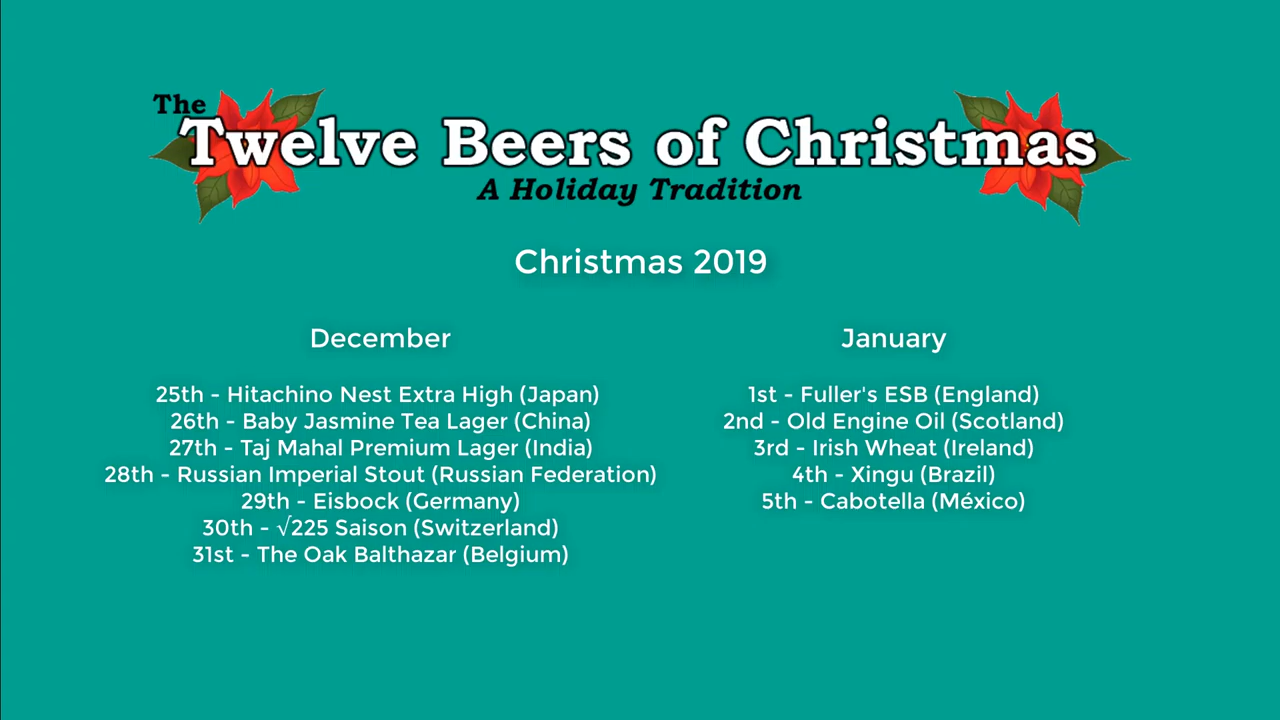 The
Twelve Beers of Christmas
A Holiday Tradition
Christmas 2019
December
25th - Hitachino Nest Extra High (Japan)
26th - Baby Jasmine Tea Lager (China)
27th - Taj Mahal Premium Lager (India)
28th - Russian Imperial Stout (Russian Federation)
29th - Eisbock (Germany)
30th - √225 Saison (Switzerland)
31st - The Oak Balthazar (Belgium)
January
1st - Fuller's ESB (England)
2nd - Old Engine Oil (Scotland)
3rd - Irish Wheat (Ireland)
4th - Xingu (Brazil)
5th - Cabotella (México)